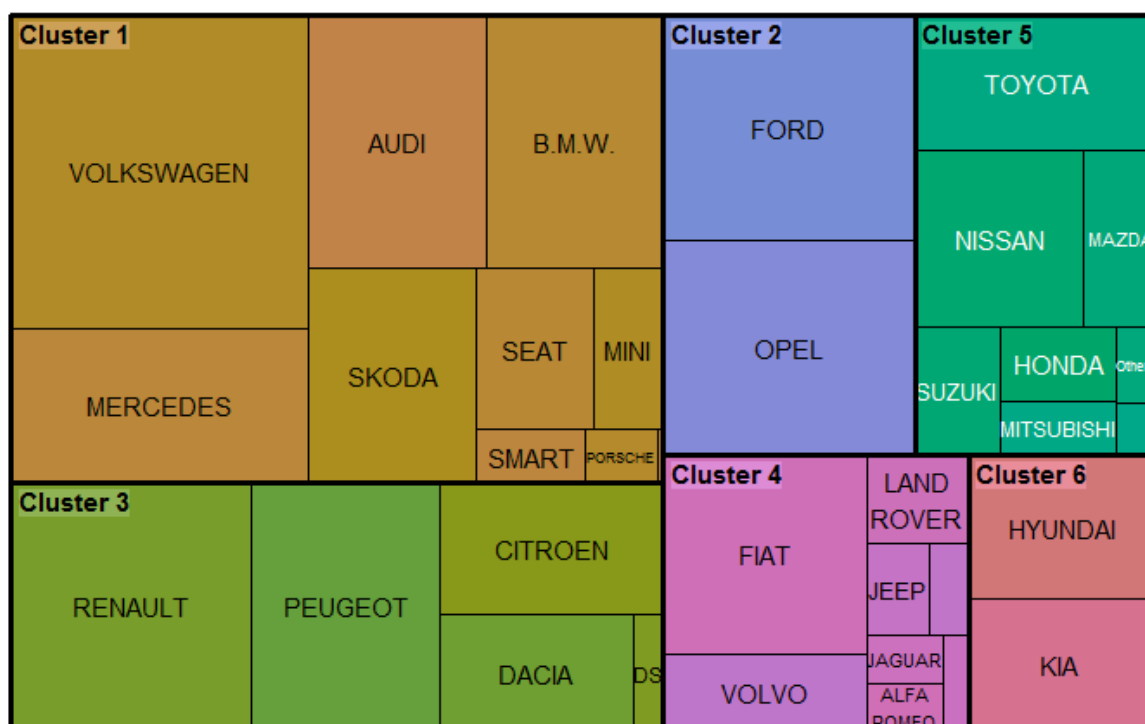 Cluster 1
VOLKSWAGEN
AUDI
B.M.W.
MERCEDES
SKODA
SEAT
MINI
SMART
PORSCHE
Cluster 2
FORD
OPEL
Cluster 5
TOYOTA
NISSAN
MAZDA
SUZUKI
HONDA
Other
MITSUBISHI
Cluster 3
RENAULT
PEUGEOT
CITROEN
DACIA
DS
Cluster 4
FIAT
LAND
ROVER
JEEP
VOLVO
JAGUAR
ALFA
ROMEO
Cluster 6
HYUNDAI
KIA